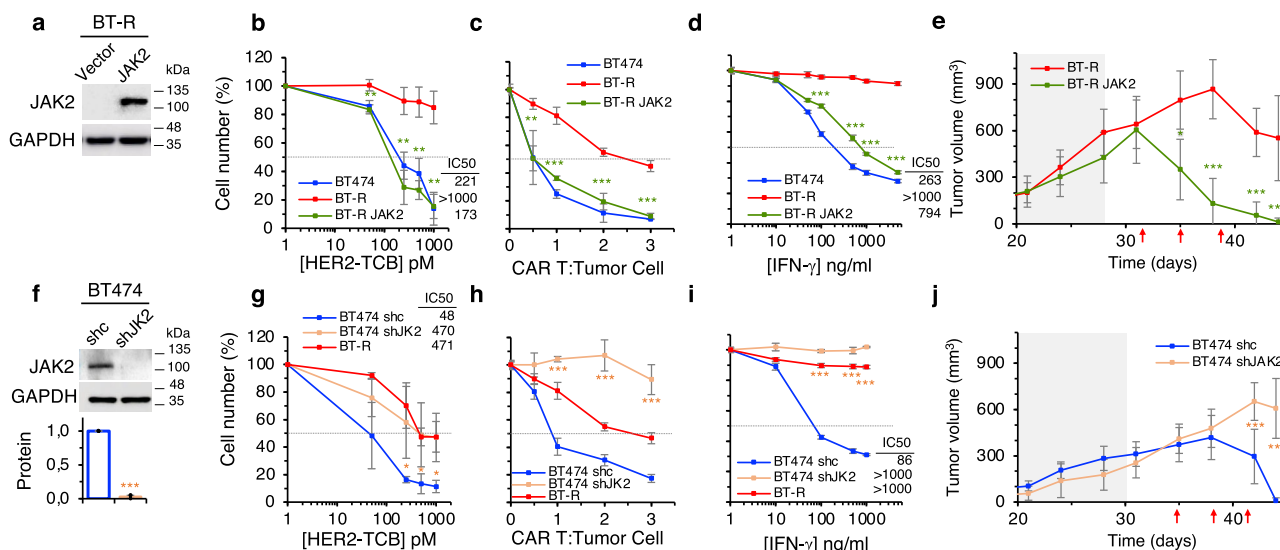 a
BT-R
Vector
JAK2
kDa
JAK2
135
100
GAPDH
48
35
b
Cell number (%)
120
100
80
60
40
20
0
BT474
BT-R
BT-R JAK2
IC50
221
>1000
173
**
**
**
**
1 10 100 1000
[HER2-TCB] pM
c
BT474
BT-R
BT-R JAK2
**
***
***
***
0 1 2 3
CAR T:Tumor Cell
d
***
***
***
***
***
BT474
BT-R
BT-R JAK2
IC50
263
>1000
794
1 10 100 1000
[IFN-γ] ng/ml
e
Tumor volume (mm³)
900
600
300
0
BT-R
BT-R JAK2
*
***
***
***
20 30 40
Time (days)
f
BT474
shc
shJK2
kDa
JAK2
135
100
GAPDH
48
35
Protein
1,0
0,5
0,0
***
g
Cell number (%)
120
100
80
60
40
20
0
BT474 shc
BT474 shJK2
BT-R
IC50
48
470
471
*
*
*
1 10 100 1000
[HER2-TCB] pM
h
***
***
***
BT474 shc
BT474 shJK2
BT-R
0 1 2 3
CAR T:Tumor Cell
i
***
***
***
BT474 shc
BT474 shJK2
BT-R
IC50
86
>1000
>1000
1 10 100 1000
[IFN-γ] ng/ml
j
Tumor volume (mm³)
900
600
300
0
BT474 shc
BT474 shJAK2
***
**
20 30 40
Time (days)